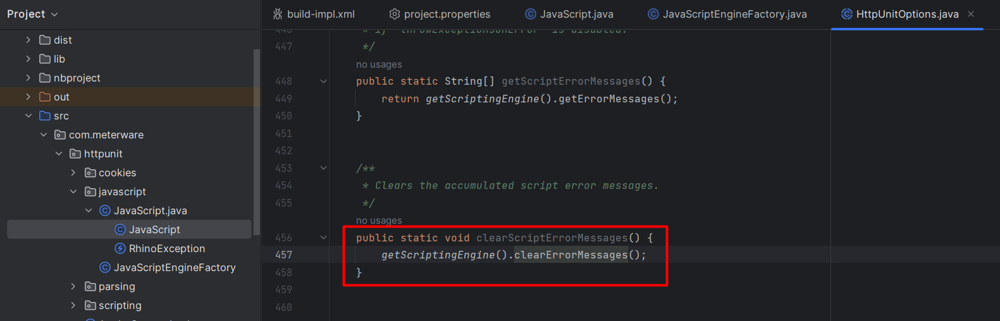 Project
build-impl.xml
project.properties
JavaScript.java
JavaScriptEngineFactory.java
HttpUnitOptions.java
dist
lib
nbproject
out
src
com.meterware
httpunit
cookies
javascript
JavaScript.java
JavaScript
RhinoException
JavaScriptEngineFactory
parsing
scripting
447 */
no usages
448 public static String[] getScriptErrorMessages() {
449 return getScriptingEngine().getErrorMessages();
450 }
451
452
453 /**
454 * Clears the accumulated script error messages.
455 */
no usages
456 public static void clearScriptErrorMessages() {
457 getScriptingEngine().clearErrorMessages();
458 }
459
460